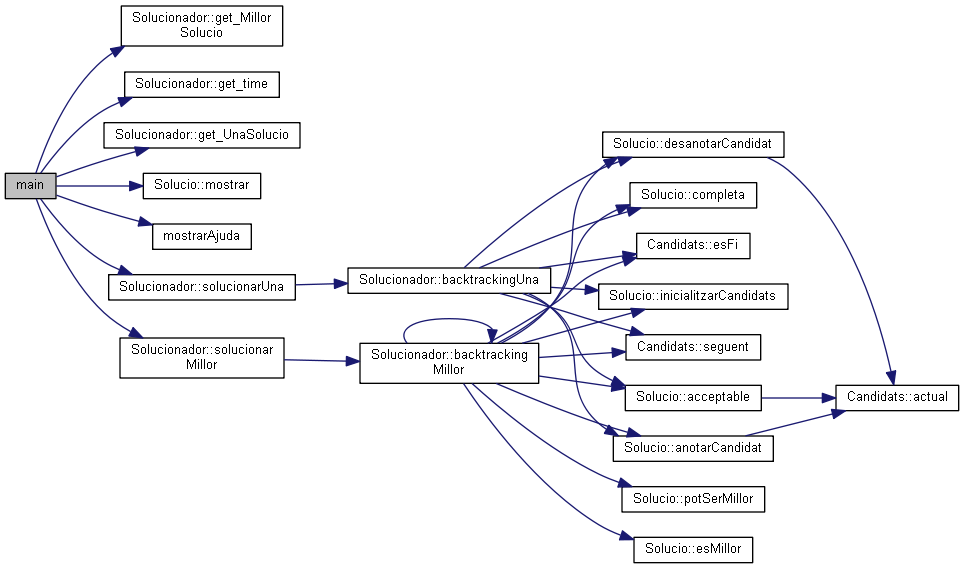 Solucionador::get_Millor
Solucio
Solucionador::get_time
Solucionador::get_UnaSolucio
main
Solucio::mostrar
mostrarAjuda
Solucionador::solucionarUna
Solucionador::solucionar
Millor
Solucionador::backtrackingUna
Solucionador::backtracking
Millor
Solucio::desanotarCandidat
Solucio::completa
Candidats::esFi
Solucio::inicialitzarCandidats
Candidats::seguent
Solucio::acceptable
Solucio::anotarCandidat
Solucio::potSerMillor
Solucio::esMillor
Candidats::actual